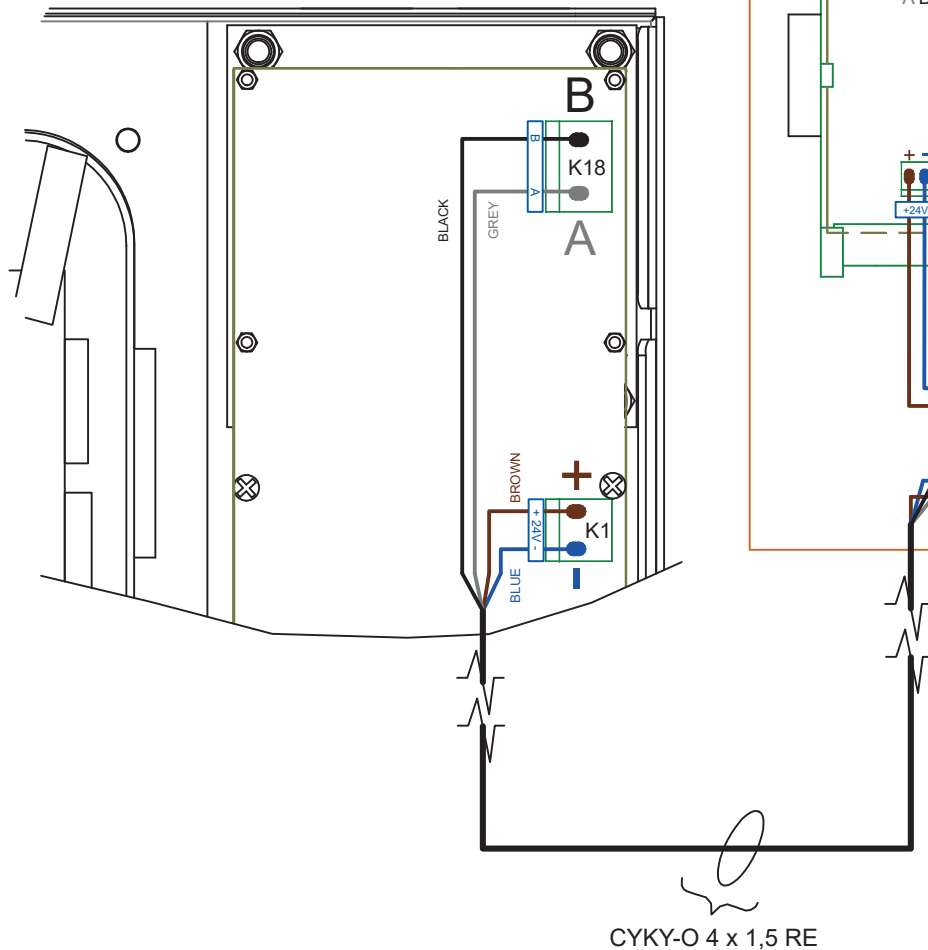 A B
B
B
K18
A
A
BLACK
GREY
+ -
+24V
BROWN
+
+ 24V -
K1
BLUE
-
CYKY-O 4 x 1,5 RE